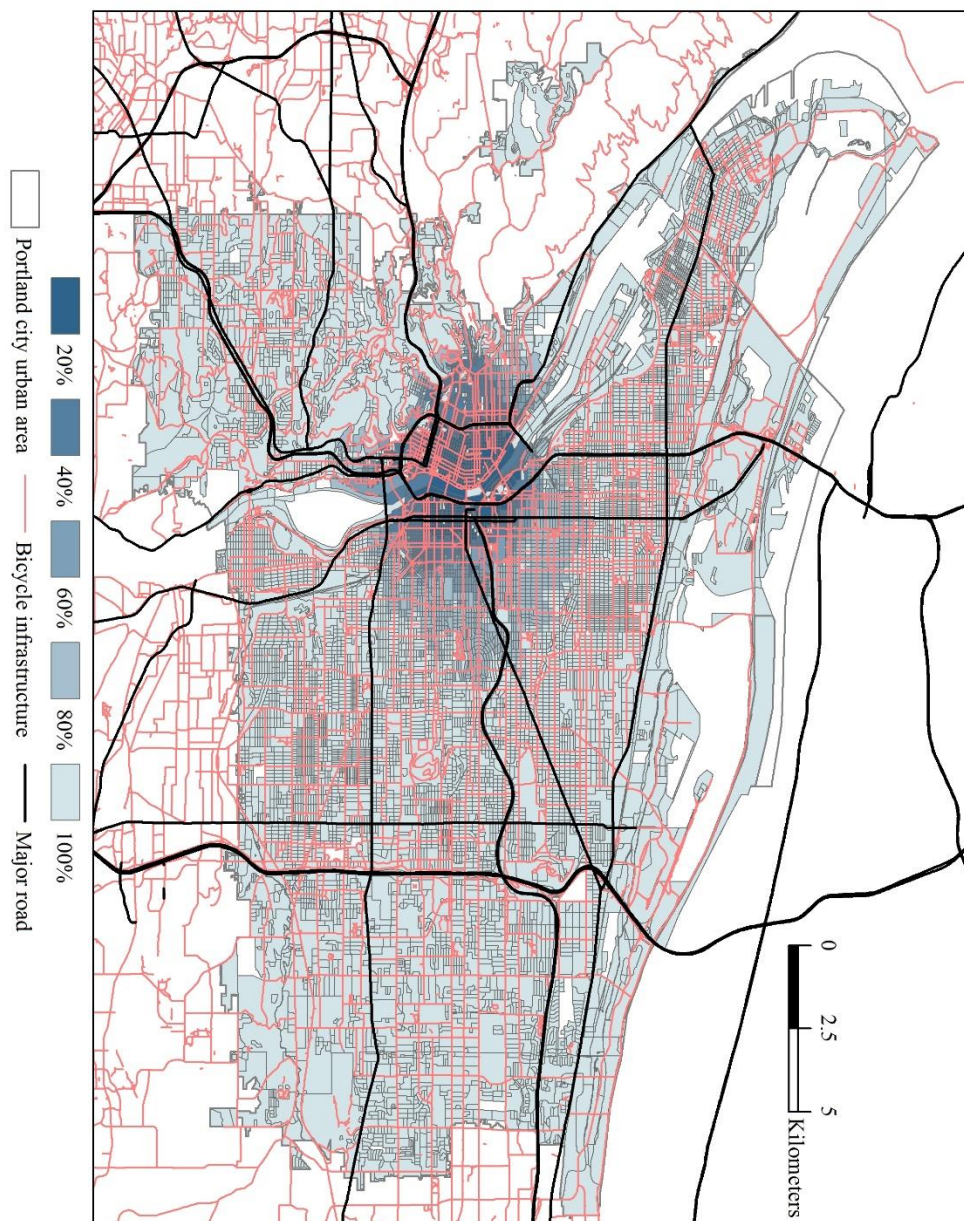 0 2.5 5
Kilometers
20% 40% 60% 80% 100%
Portland city urban area Bicycle infrastructure Major road